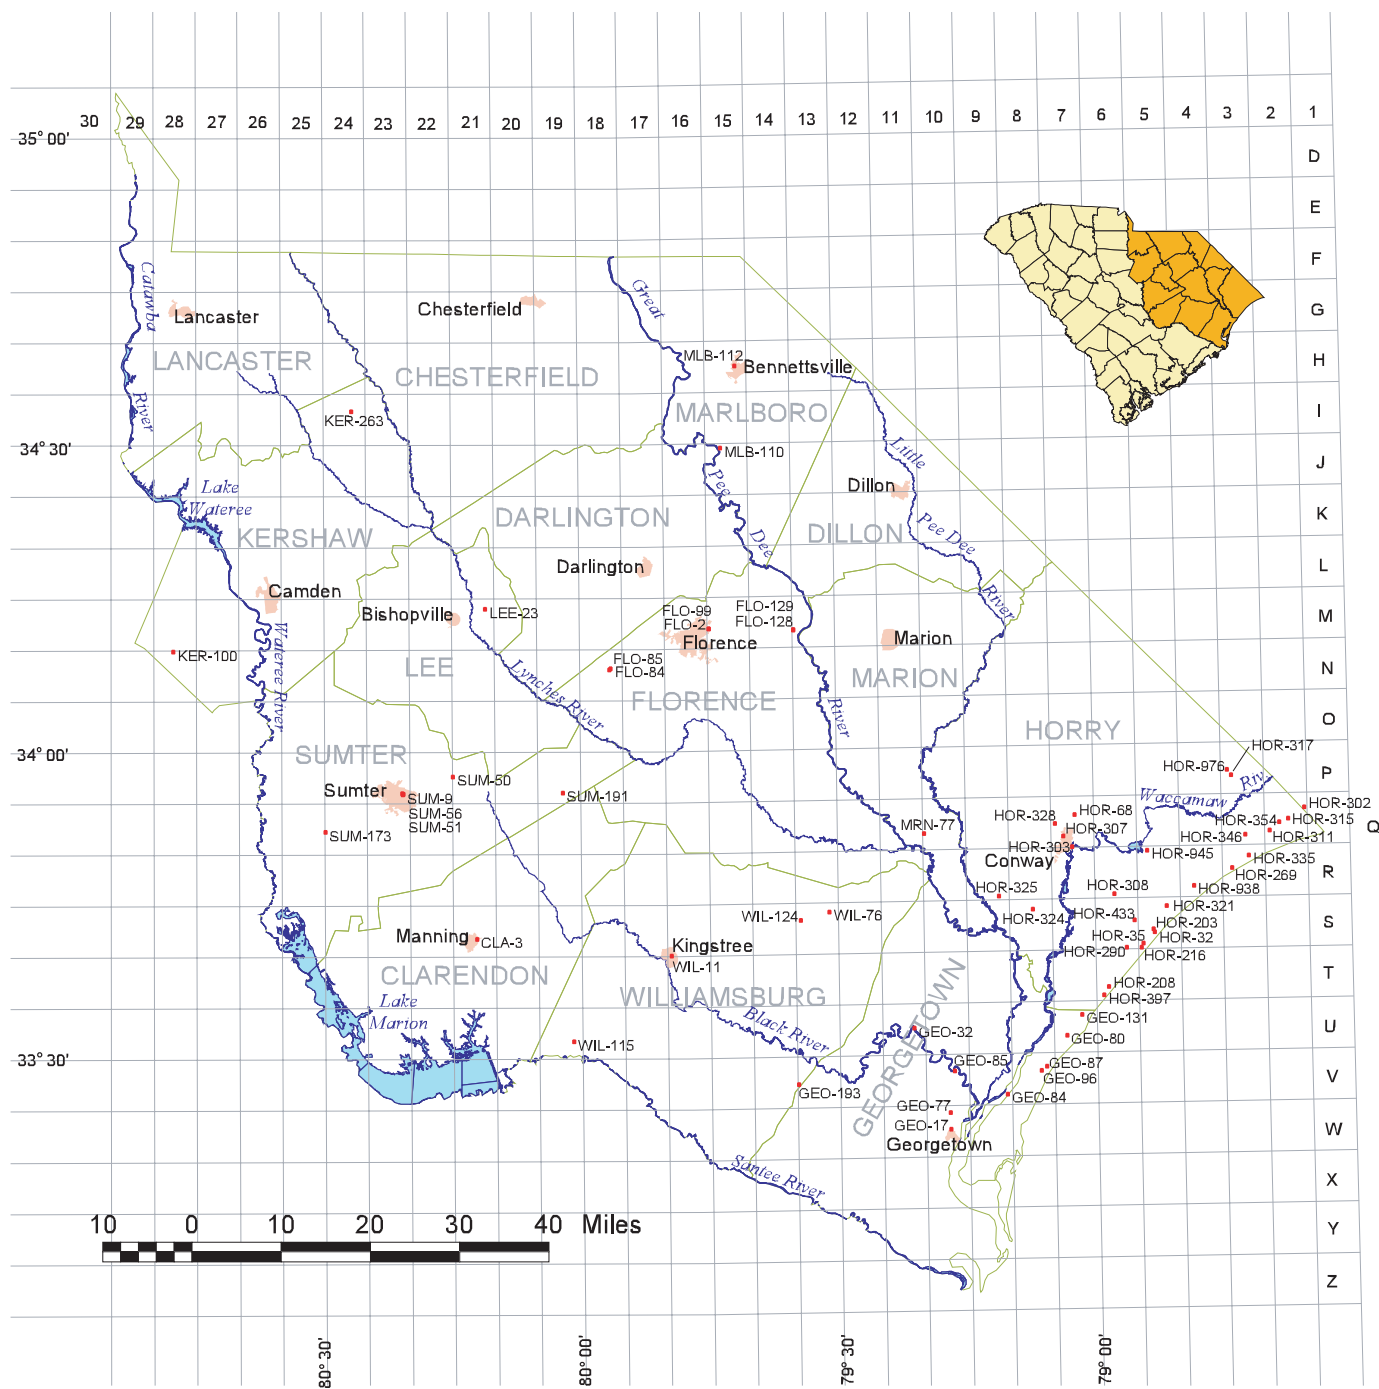 30 29 28 27 26 25 24 23 22 21 20 19 18 17 16 15 14 13 12 11 10 9 8 7 6 5 4 3 2 1
35° 00'
34° 30'
34° 00'
33° 30'
D
E
F
G
H
I
J
K
L
M
N
O
P
Q
R
S
T
U
V
W
X
Y
Z
80° 30'
80° 00'
79° 30'
79° 00'
Catawba
River
Lancaster
LANCASTER
Chesterfield
CHESTERFIELD
Great
Pee
Dee
River
MLB-112
Bennettsville
MARLBORO
MLB-110
KER-263
Little
Pee Dee
River
Dillon
DILLON
Lake
Wateree
KERSHAW
Camden
KER-100
Wateree River
DARLINGTON
Darlington
Bishopville
LEE-23
LEE
Lynches River
FLO-99
FLO-2
Florence
FLO-129
FLO-128
FLO-85
FLO-84
FLORENCE
Marion
MARION
HORRY
SUMTER
Sumter
SUM-50
SUM-9
SUM-56
SUM-51
SUM-173
SUM-191
MRN-77
HOR-317
HOR-976
Waccamaw
Riv
HOR-302
HOR-315
HOR-354
HOR-311
HOR-346
HOR-335
HOR-269
HOR-938
HOR-68
HOR-328
HOR-307
HOR-303
Conway
HOR-945
HOR-325
HOR-308
HOR-324
HOR-433
HOR-321
HOR-203
HOR-32
HOR-35
HOR-290
HOR-216
HOR-208
HOR-397
Manning
CLA-3
CLARENDON
Lake
Marion
WIL-124
WIL-76
Kingstree
WIL-11
WILLIAMSBURG
Black River
WIL-115
GEORGETOWN
GEO-32
GEO-131
GEO-80
GEO-85
GEO-87
GEO-96
GEO-84
GEO-193
GEO-77
GEO-17
Georgetown
Santee River
10 0 10 20 30 40 Miles